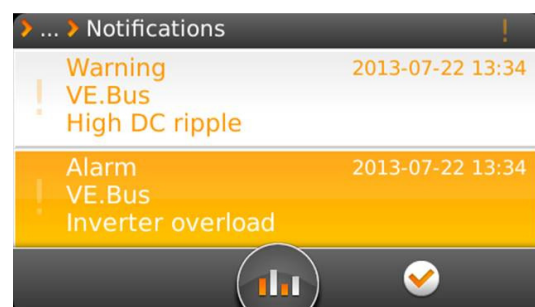 ... Notifications
Warning 2013-07-22 13:34
VE.Bus
High DC ripple
Alarm 2013-07-22 13:34
VE.Bus
Inverter overload